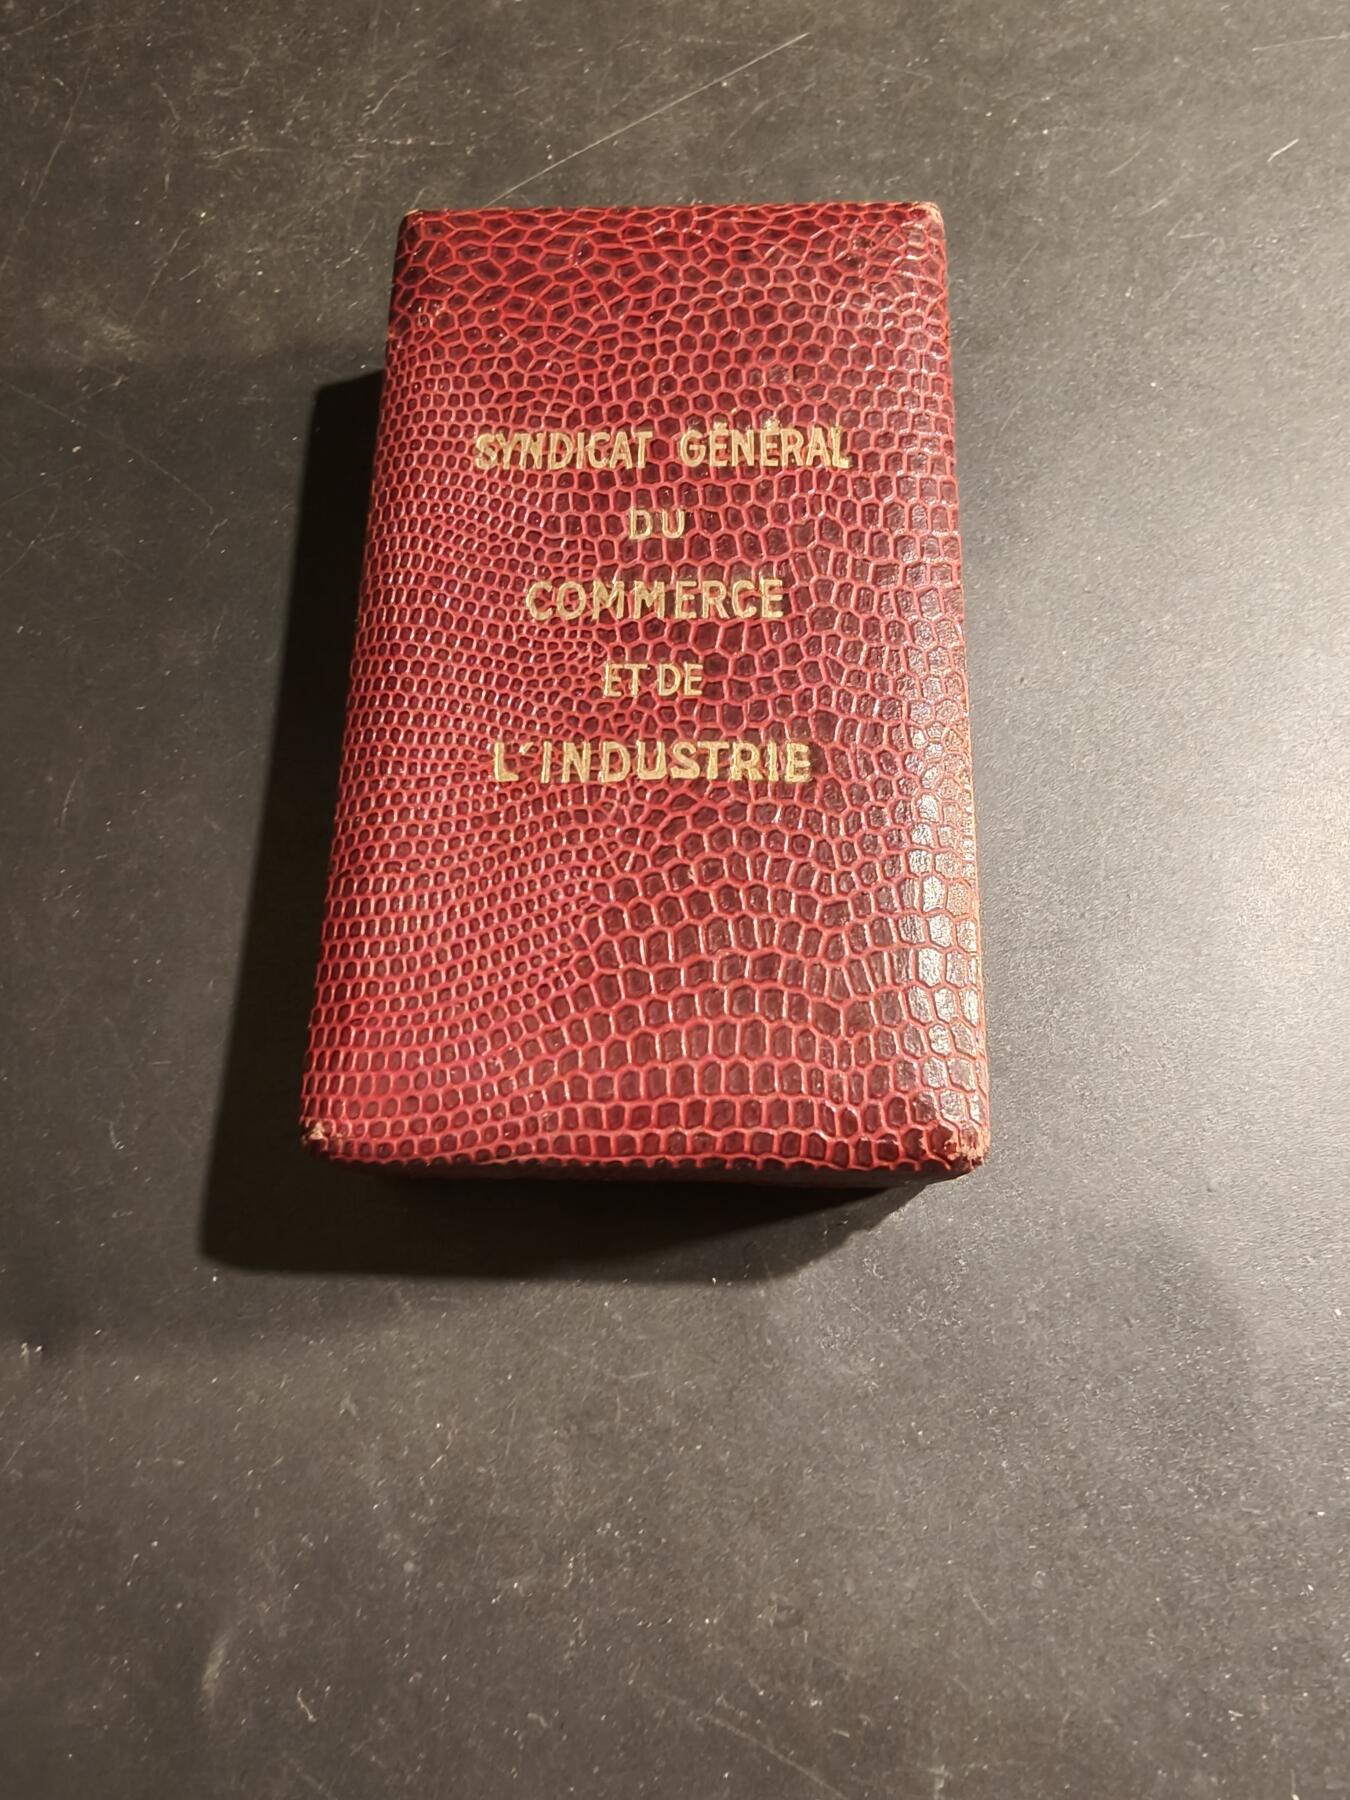 SYNDICAT GÉNÉRAL
DU
COMMERCE
ET DE
L'INDUSTRIE